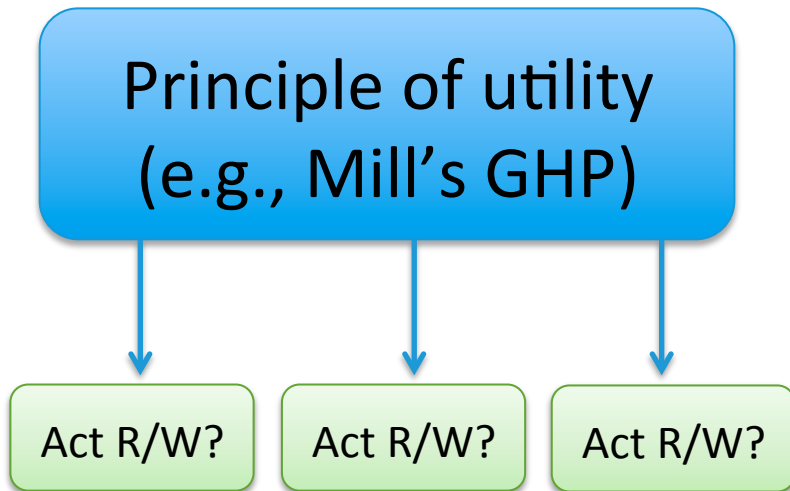 Principle of utility
(e.g., Mill’s GHP)
Act R/W?
Act R/W?
Act R/W?